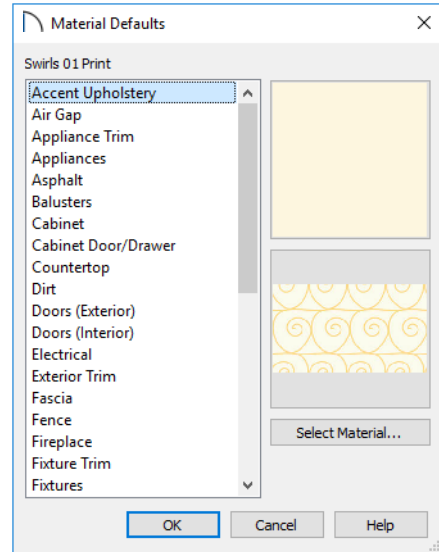 Material Defaults
Swirls 01 Print
Accent Upholstery
Air Gap
Appliance Trim
Appliances
Asphalt
Balusters
Cabinet
Cabinet Door/Drawer
Countertop
Dirt
Doors (Exterior)
Doors (Interior)
Electrical
Exterior Trim
Fascia
Fence
Fireplace
Fixture Trim
Fixtures
Select Material...
OK Cancel Help